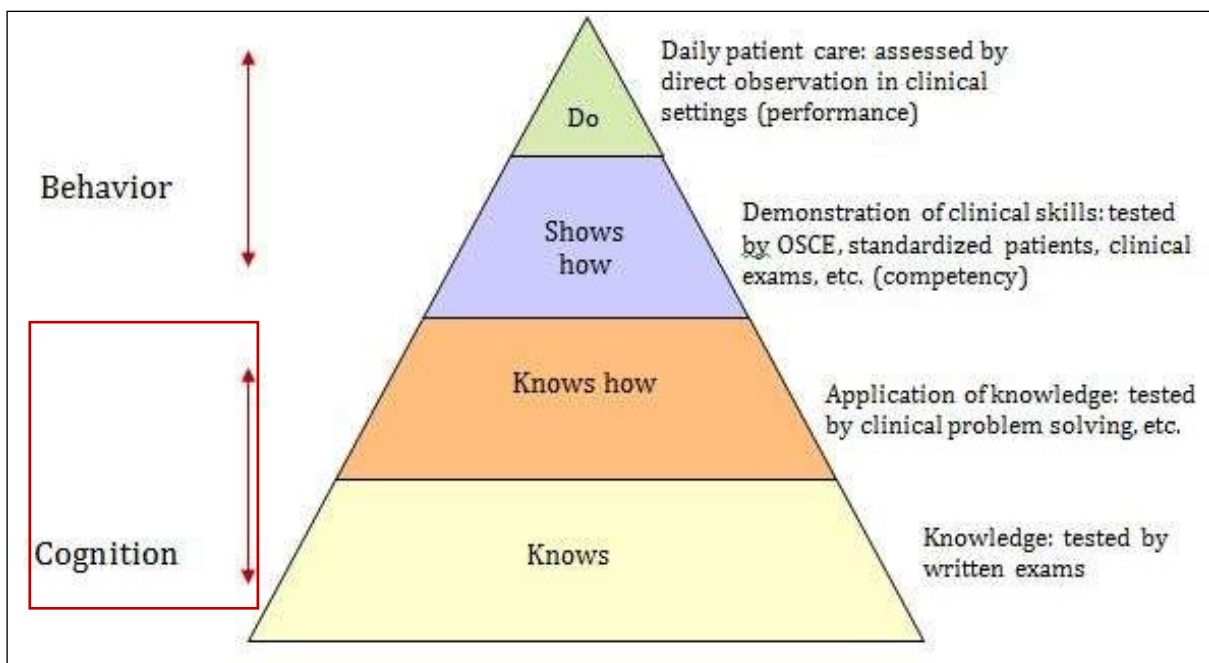 Daily patient care: assessed by
direct observation in clinical
settings (performance)
Do
Behavior
Shows
how
Demonstration of clinical skills: tested
by OSCE, standardized patients, clinical
exams, etc. (competency)
Knows how
Application of knowledge: tested
by clinical problem solving, etc.
Cognition
Knows
Knowledge: tested by
written exams